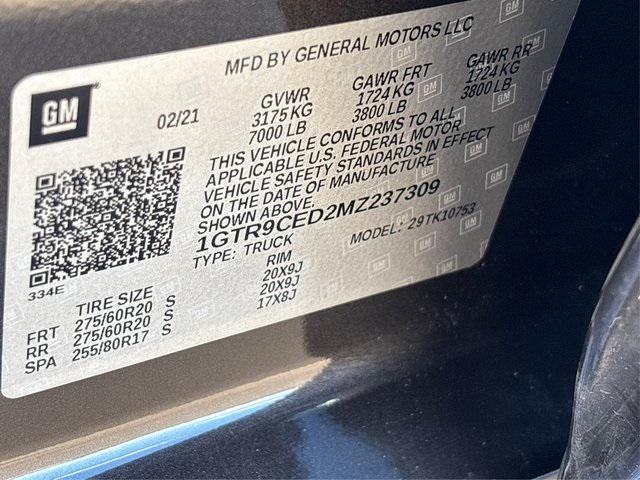 MFD BY GENERAL MOTORS LLC
GM
02/21
GVWR
3175 KG
7000 LB
GAWR FRT
1724 KG
3800 LB
GAWR RR
1724 KG
3800 LB
THIS VEHICLE CONFORMS TO ALL
APPLICABLE U.S. FEDERAL MOTOR
VEHICLE SAFETY STANDARDS IN EFFECT
ON THE DATE OF MANUFACTURE
SHOWN ABOVE.
1GTR9CED2MZ237309
TYPE: TRUCK
MODEL: 29TK10753
334E
TIRE SIZE RIM
FRT 275/60R20 S 20X9J
RR 275/60R20 S 20X9J
SPA 255/80R17 S 17X8J